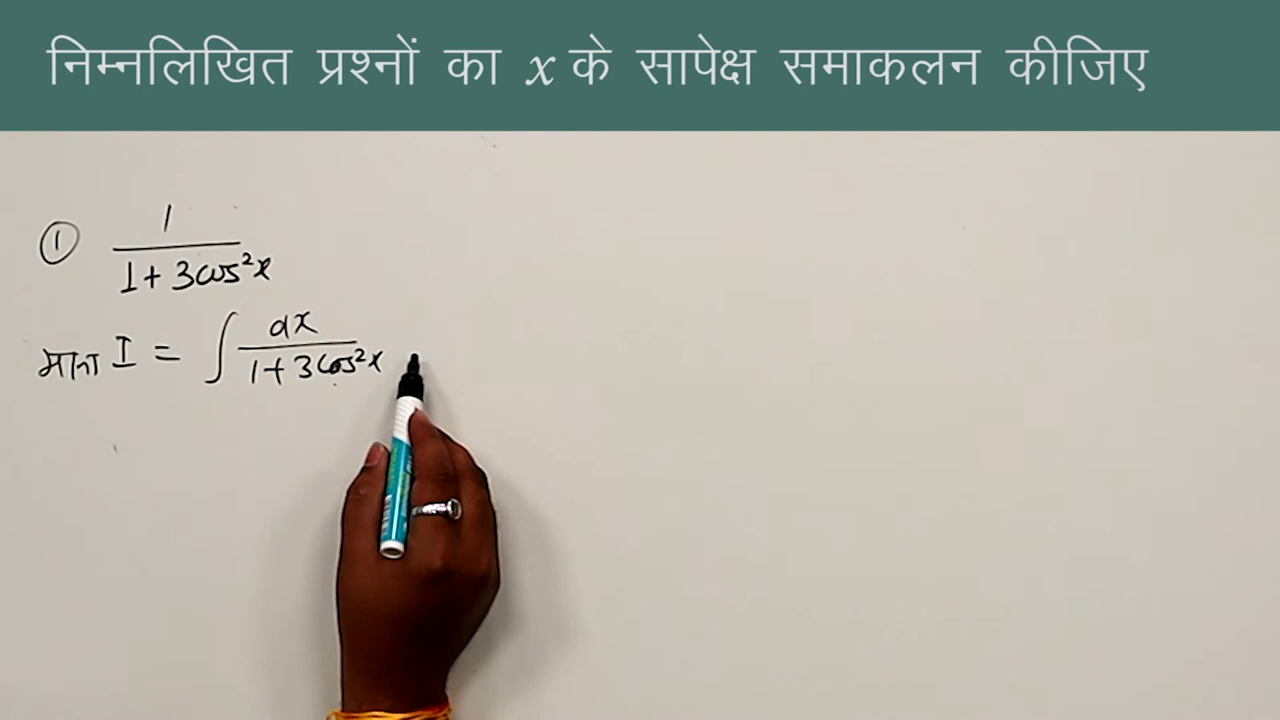 निम्नलिखित प्रश्नों का x के सापेक्ष समाकलन कीजिए
① 1/(1+3cos²x)
माना I = ∫ dx/(1+3cos²x)